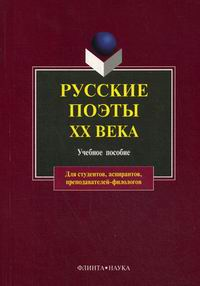 РУССКИЕ
ПОЭТЫ
XX ВЕКА
Учебное пособие
Для студентов, аспирантов,
преподавателей-филологов
ФЛИНТА • НАУКА